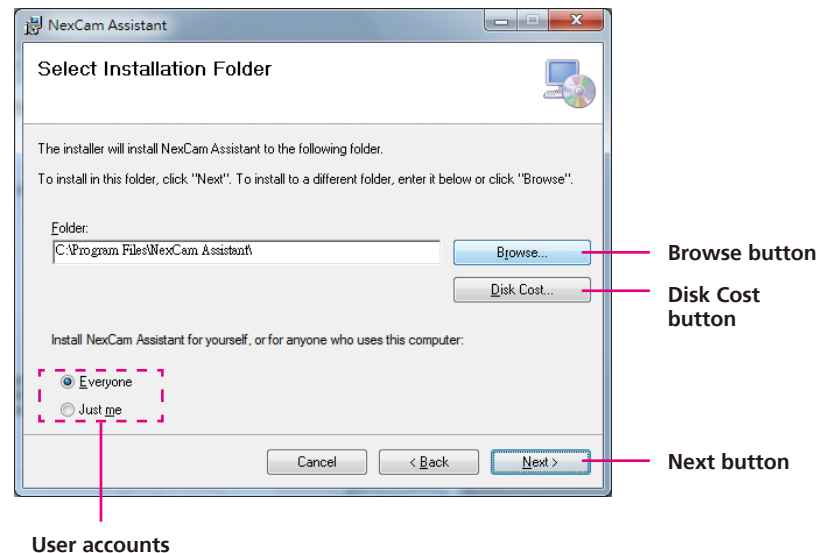 NexCam Assistant
Select Installation Folder
The installer will install NexCam Assistant to the following folder.
To install in this folder, click "Next". To install to a different folder, enter it below or click "Browse".
Folder:
C:\Program Files\NexCam Assistant\
Browse...
Browse button
Disk Cost...
Disk Cost
button
Install NexCam Assistant for yourself, or for anyone who uses this computer:
Everyone
Just me
Cancel
< Back
Next >
Next button
User accounts